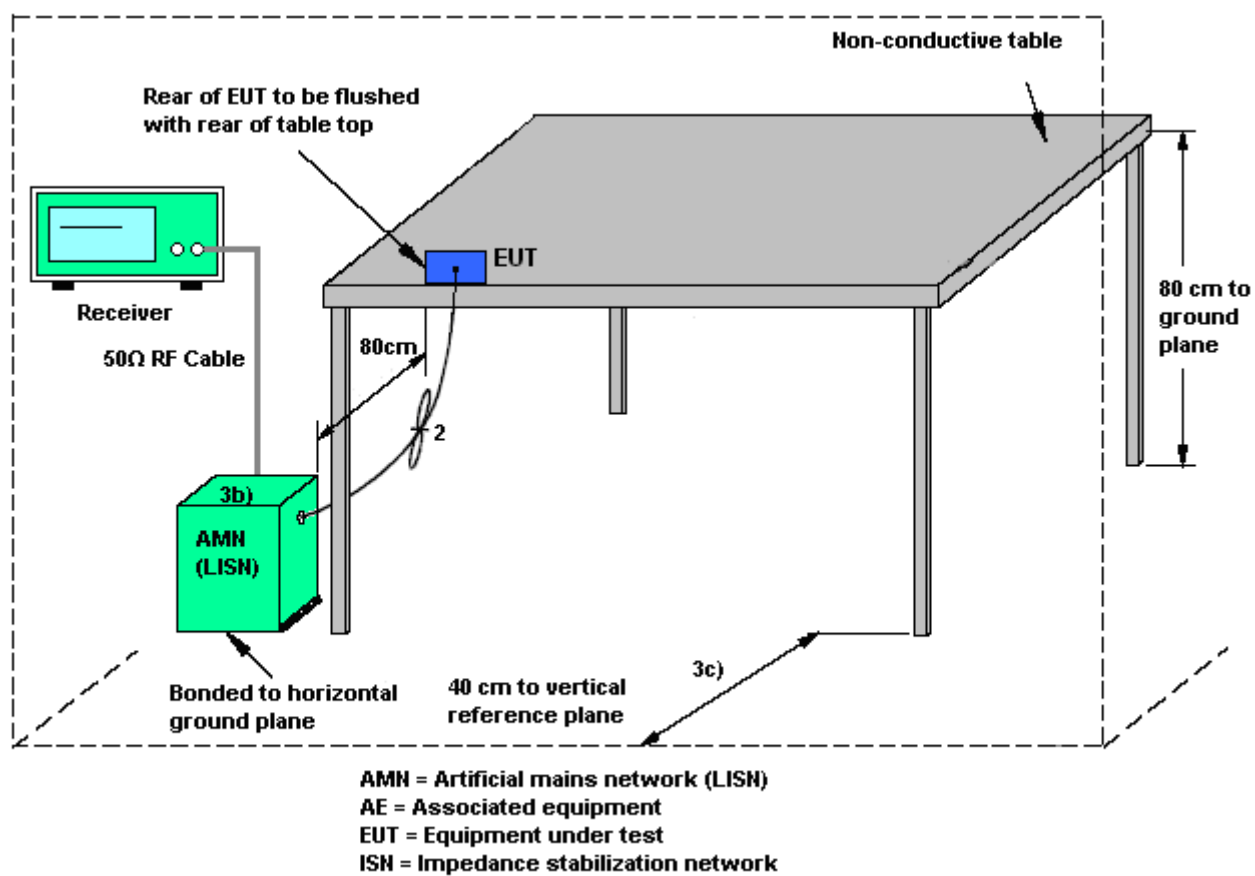 Non-conductive table
Rear of EUT to be flushed
with rear of table top
EUT
Receiver
80 cm to
ground
plane
80cm
50Ω RF Cable
2
3b)
AMN
(LISN)
3c)
Bonded to horizontal
ground plane
40 cm to vertical
reference plane
AMN = Artificial mains network (LISN)
AE = Associated equipment
EUT = Equipment under test
ISN = Impedance stabilization network